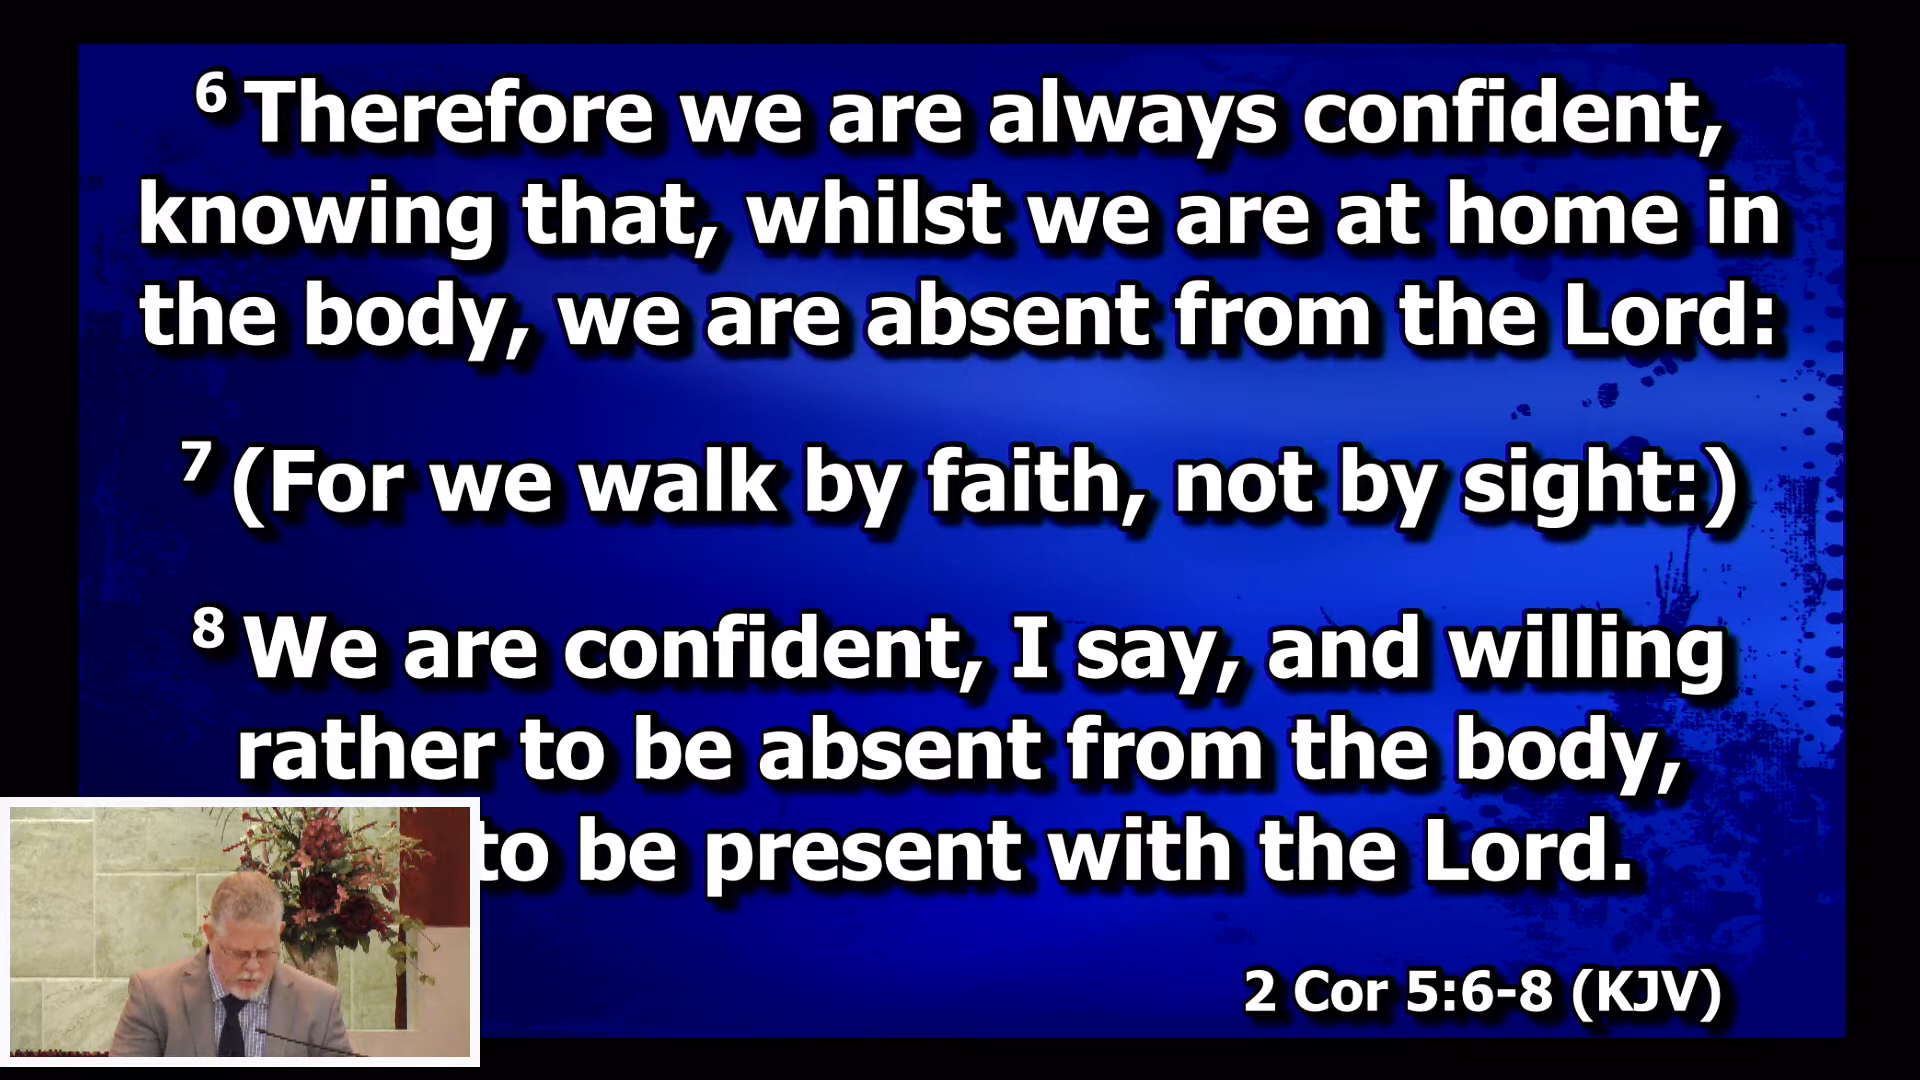 6 Therefore we are always confident,
knowing that, whilst we are at home in
the body, we are absent from the Lord:
7 (For we walk by faith, not by sight:)
8 We are confident, I say, and willing
rather to be absent from the body,
to be present with the Lord.
2 Cor 5:6-8 (KJV)